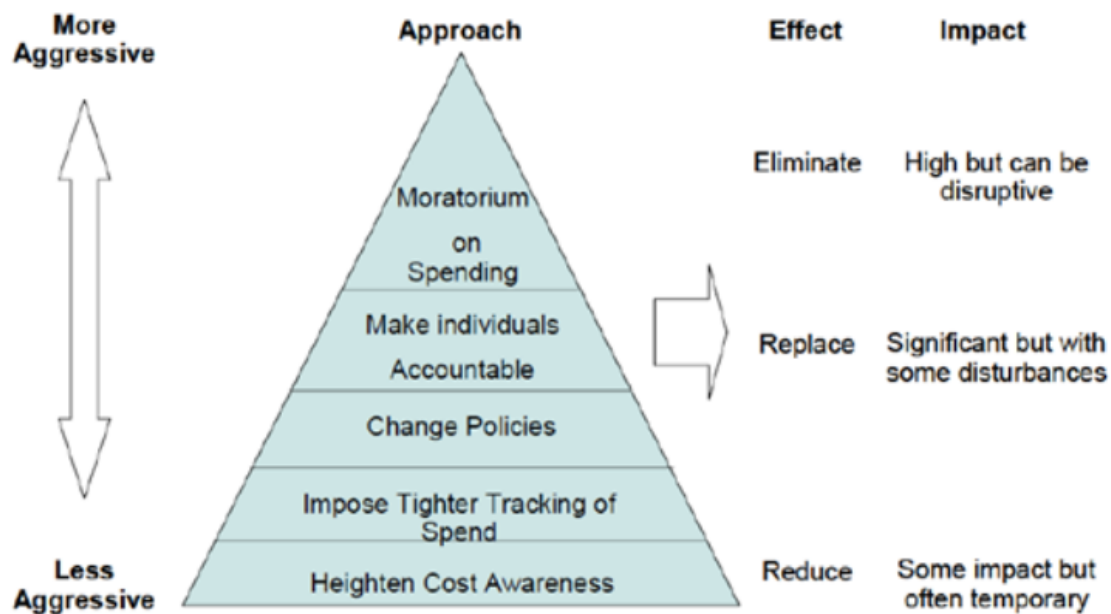 More
Aggressive
Approach
Effect
Impact
Eliminate
High but can be
disruptive
Moratorium
on
Spending
Make individuals
Accountable
Replace
Significant but with
some disturbances
Change Policies
Impose Tighter Tracking of
Spend
Less
Aggressive
Heighten Cost Awareness
Reduce
Some impact but
often temporary